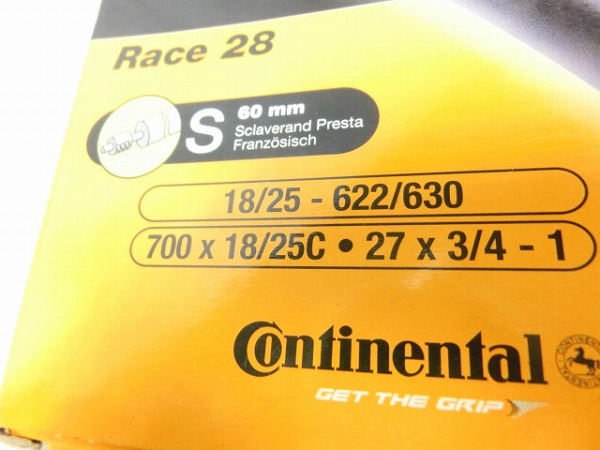 Race 28
S
60 mm
Sclaverand Presta
Französisch
18/25 - 622/630
700 x 18/25C • 27 x 3/4 - 1
Continental
GET THE GRIP